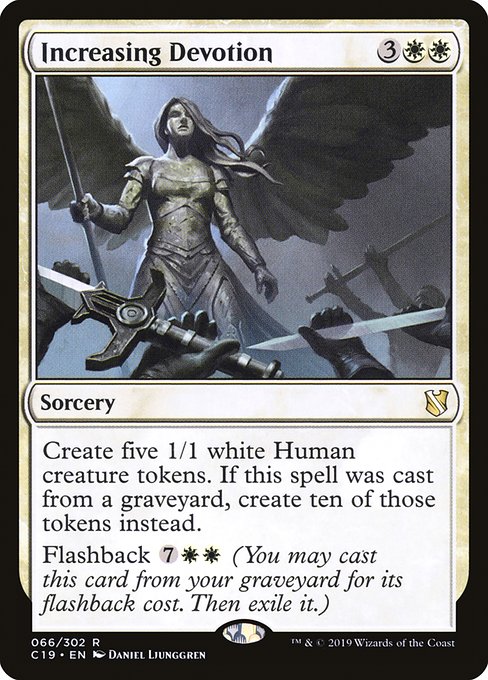 Increasing Devotion 3
Sorcery
Create five 1/1 white Human
creature tokens. If this spell was cast
from a graveyard, create ten of those
tokens instead.
Flashback 7 (You may cast
this card from your graveyard for its
flashback cost. Then exile it.)
066/302 R
C19 • EN Daniel Ljunggren
™ & © 2019 Wizards of the Coast